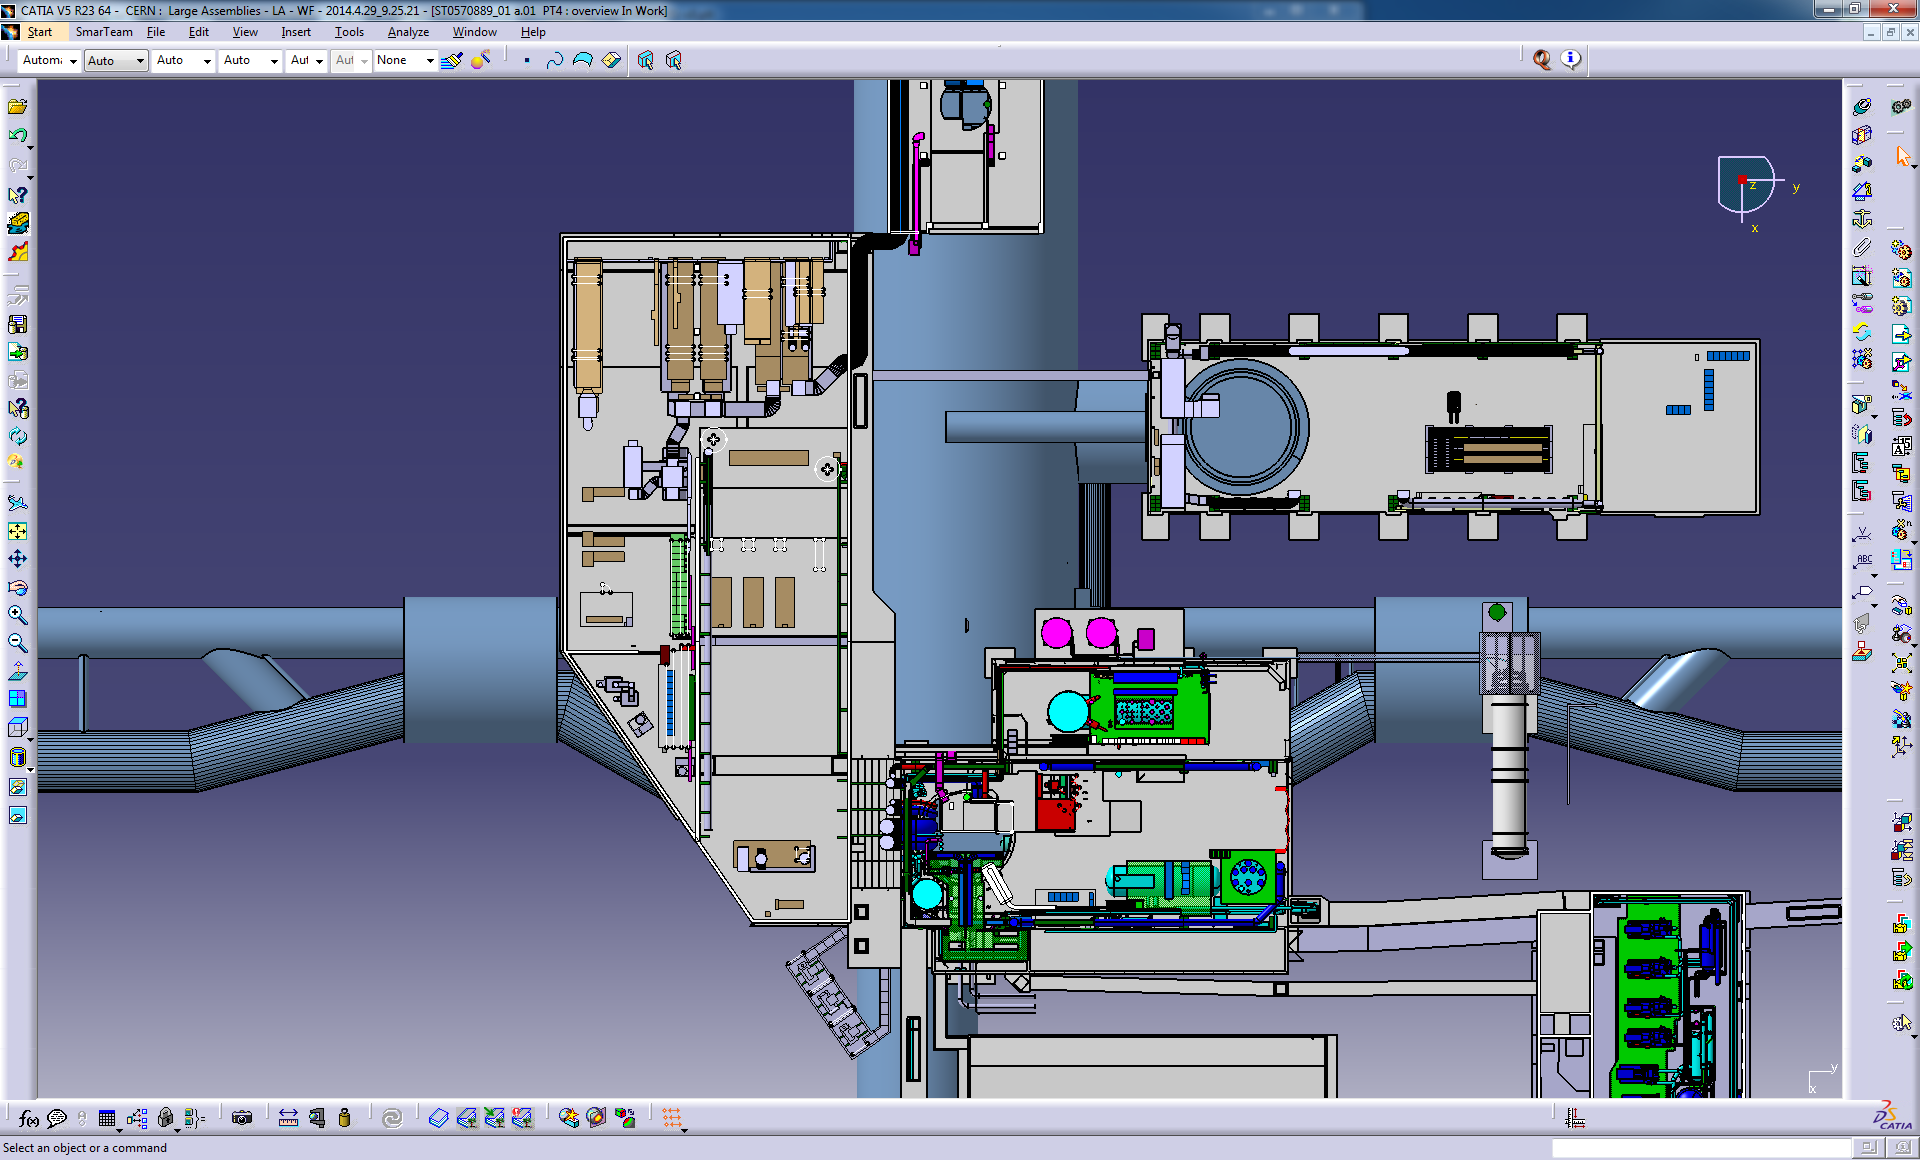 CATIA V5 R23 64 - CERN : Large Assemblies - LA - WF - 2014.4.29_9.25.21 - [ST0570889_01 a.01 PT4 : overview In Work]
Start SmarTeam File Edit View Insert Tools Analyze Window Help
Automa Auto Auto Auto Aut Aut None
z y
x
ABC
y
x
f(x)
CATIA
Select an object or a command